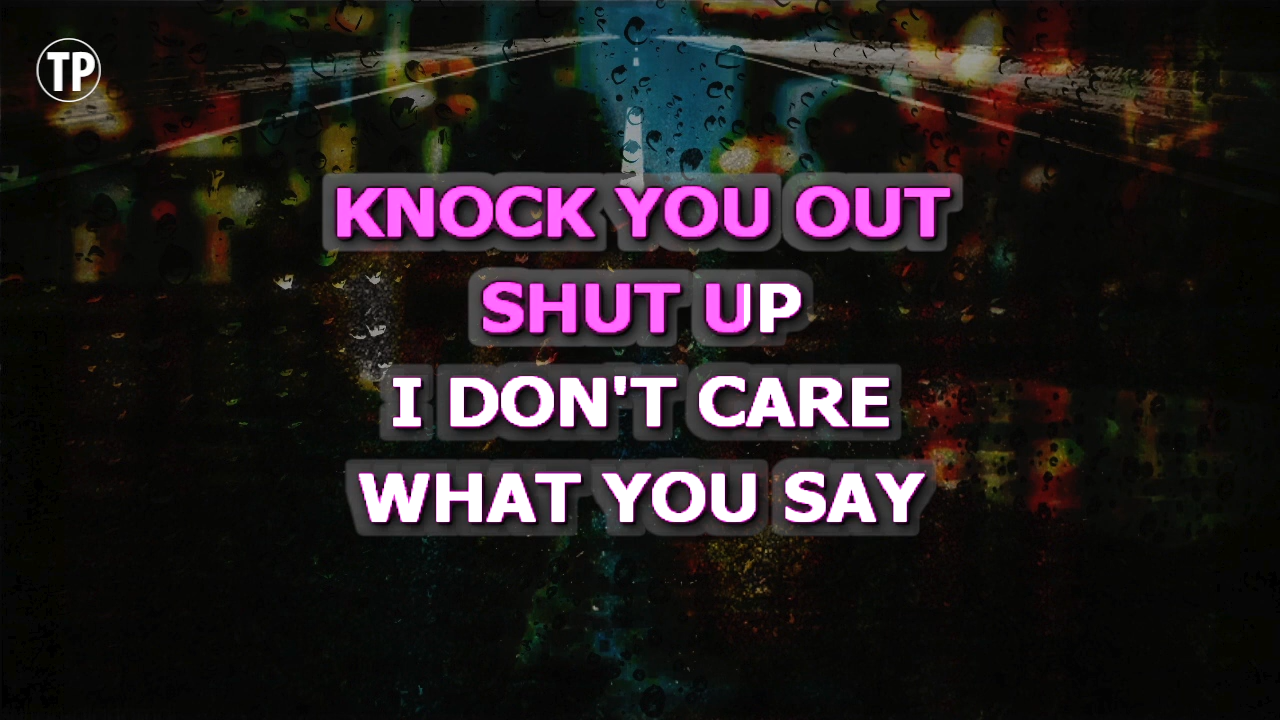 TP
KNOCK YOU OUT
SHUT UP
I DON'T CARE
WHAT YOU SAY